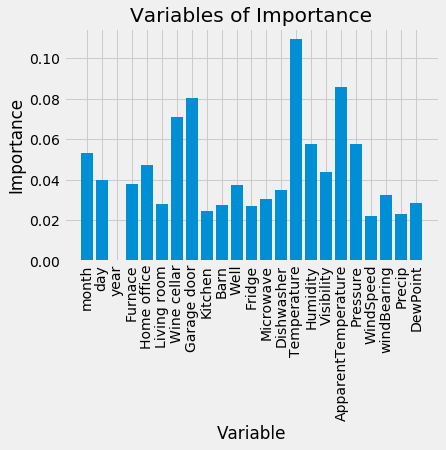 Variables of Importance
Importance
0.10
0.08
0.06
0.04
0.02
0.00
month
day
year
Furnace
Home office
Living room
Wine cellar
Garage door
Kitchen
Barn
Well
Fridge
Microwave
Dishwasher
Temperature
Humidity
Visibility
ApparentTemperature
Pressure
WindSpeed
windBearing
Precip
DewPoint
Variable